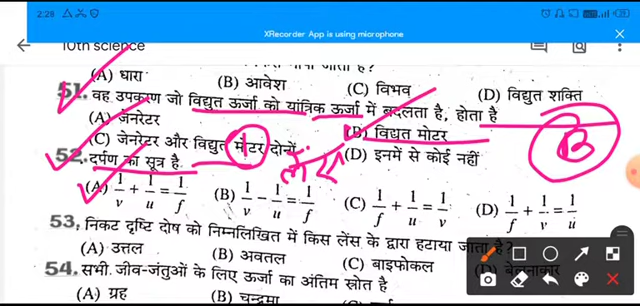 2:28
XRecorder App is using microphone
10th science
(A) धारा (B) आवेश (C) विभव (D) विद्युत शक्ति
51. वह उपकरण जो विद्युत ऊर्जा को यांत्रिक ऊर्जा में बदलता है, होता है
(A) जेनरेटर (B) विद्युत मोटर
(C) जेनरेटर और विद्युत मोटर दोनों (D) इनमें से कोई नहीं
B
52. दर्पण का सूत्र है
(A) 1/v + 1/u = 1/f (B) 1/v - 1/u = 1/f (C) 1/f + 1/u = 1/v (D) 1/f + 1/v = 1/u
53. निकट दृष्टि दोष को निम्नलिखित में किस लेंस के द्वारा हटाया जाता है ?
(A) उत्तल (B) अवतल (C) बाइफोकल (D) बेलनाकार
54. सभी जीव-जंतुओं के लिए ऊर्जा का अंतिम स्रोत है
(A) ग्रह (B) चन्द्रमा